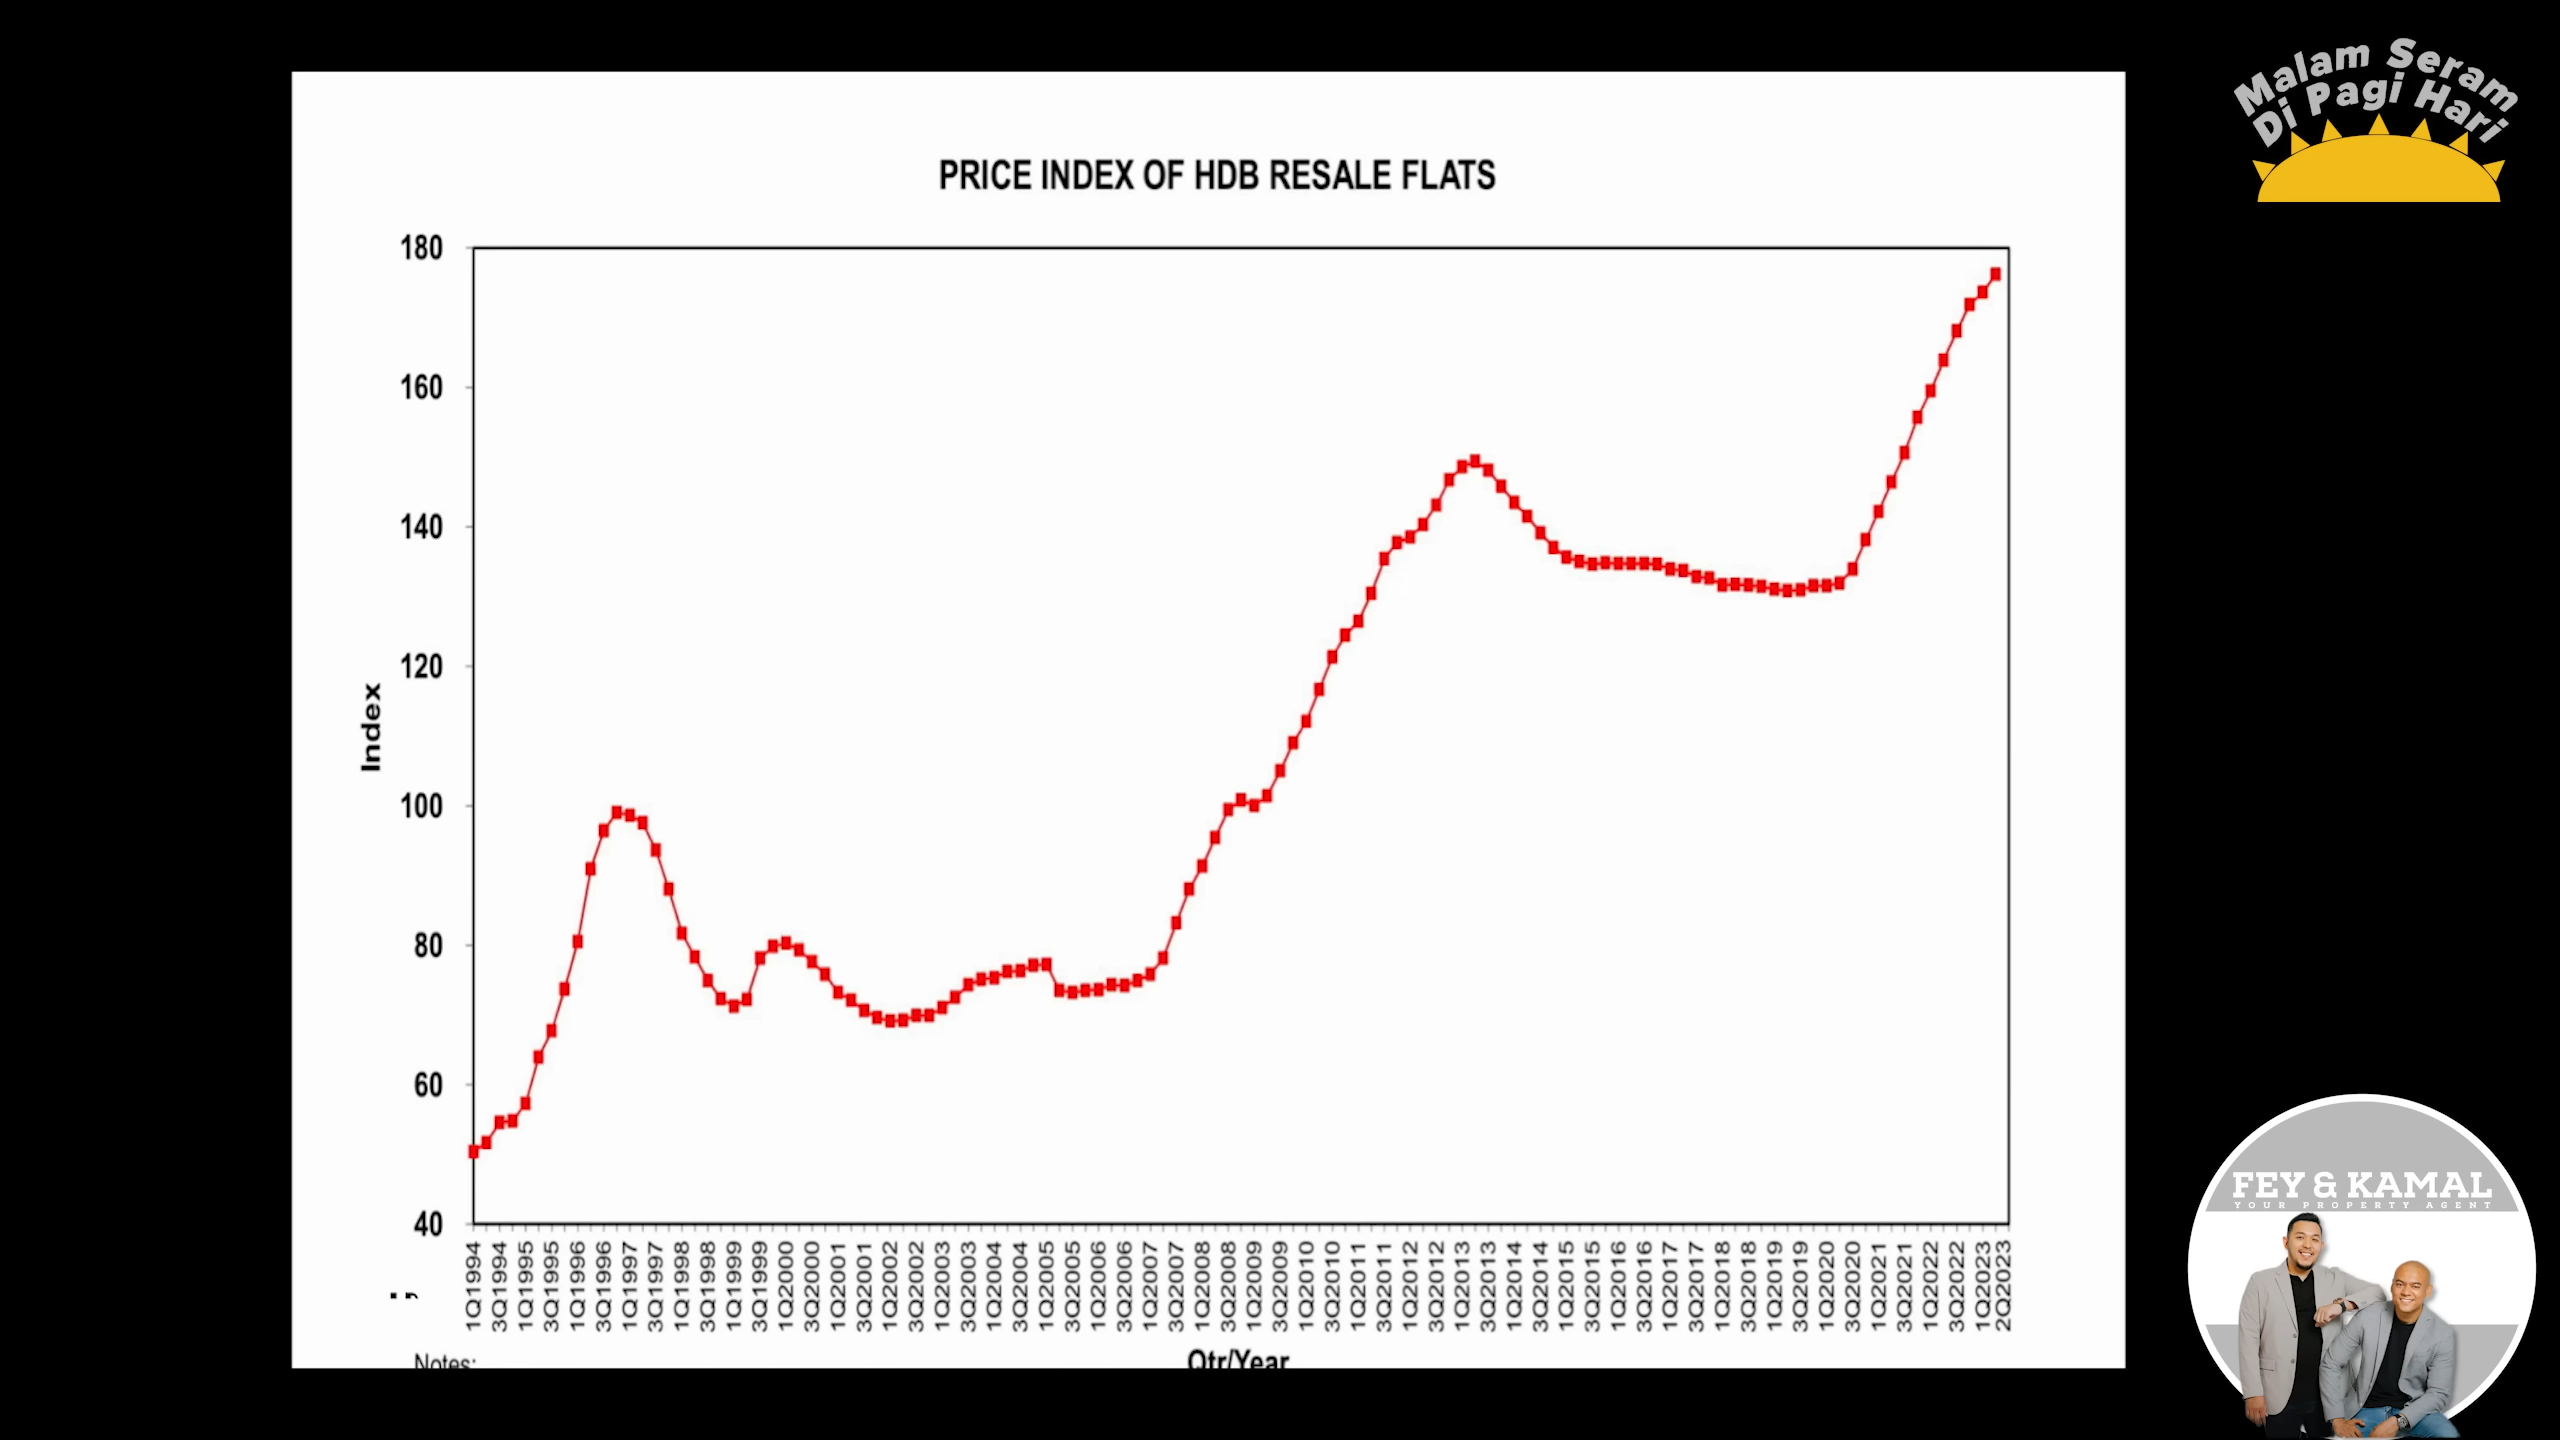 Malam Seram
Di Pagi Hari
PRICE INDEX OF HDB RESALE FLATS
180
160
140
120
100
80
60
40
Index
1Q1994
3Q1994
1Q1995
3Q1995
1Q1996
3Q1996
1Q1997
3Q1997
1Q1998
3Q1998
1Q1999
3Q1999
1Q2000
3Q2000
1Q2001
3Q2001
1Q2002
3Q2002
1Q2003
3Q2003
1Q2004
3Q2004
1Q2005
3Q2005
1Q2006
3Q2006
1Q2007
3Q2007
1Q2008
3Q2008
1Q2009
3Q2009
1Q2010
3Q2010
1Q2011
3Q2011
1Q2012
3Q2012
1Q2013
3Q2013
1Q2014
3Q2014
1Q2015
3Q2015
1Q2016
3Q2016
1Q2017
3Q2017
1Q2018
3Q2018
1Q2019
3Q2019
1Q2020
3Q2020
1Q2021
3Q2021
1Q2022
3Q2022
1Q2023
2Q2023
Notes:
Qtr/Year
FEY & KAMAL
YOUR PROPERTY AGENT